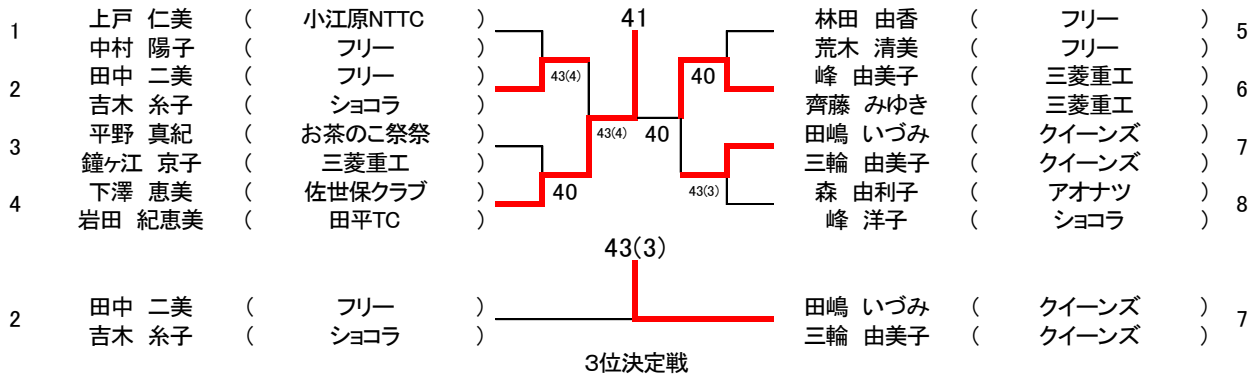 1 上戸 仁美 ( 小江原NTTC ) 41 林田 由香 ( フリー ) 5
中村 陽子 ( フリー ) 荒木 清美 ( フリー )
2 田中 二美 ( フリー ) 43(4) 40 峰 由美子 ( 三菱重工 ) 6
吉木 糸子 ( ショコラ ) 齊藤 みゆき ( 三菱重工 )
3 平野 真紀 ( お茶のこ祭祭 ) 43(4) 40 田嶋 いづみ ( クイーンズ ) 7
鐘ヶ江 京子 ( 三菱重工 ) 三輪 由美子 ( クイーンズ )
4 下澤 恵美 ( 佐世保クラブ ) 40 43(3) 森 由利子 ( アオナツ ) 8
岩田 紀恵美 ( 田平TC ) 峰 洋子 ( ショコラ )
43(3)
2 田中 二美 ( フリー ) 田嶋 いづみ ( クイーンズ ) 7
吉木 糸子 ( ショコラ ) 三輪 由美子 ( クイーンズ )
3位決定戦